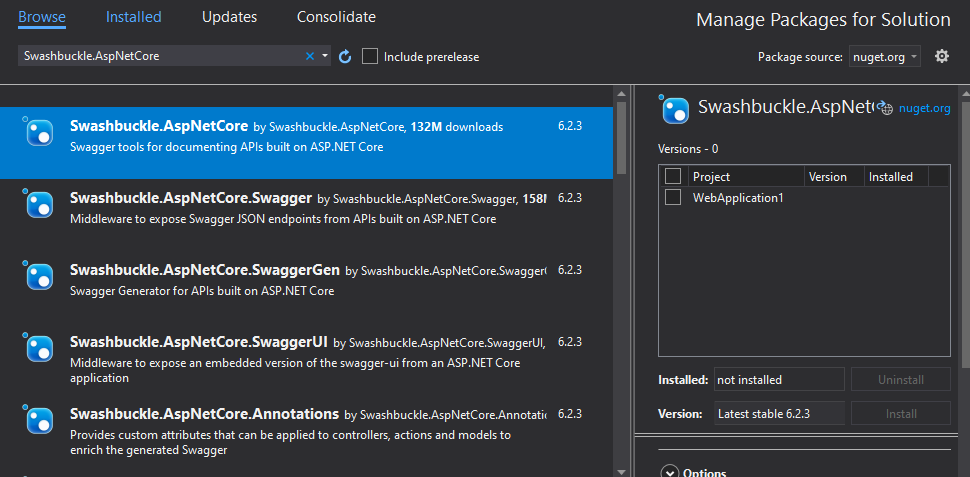 Browse Installed Updates Consolidate
Manage Packages for Solution
Swashbuckle.AspNetCore
Include prerelease
Package source: nuget.org
Swashbuckle.AspNetCore by Swashbuckle.AspNetCore, 132M downloads 6.2.3
Swagger tools for documenting APIs built on ASP.NET Core
Swashbuckle.AspNetCore.Swagger by Swashbuckle.AspNetCore.Swagger, 158M 6.2.3
Middleware to expose Swagger JSON endpoints from APIs built on ASP.NET Core
Swashbuckle.AspNetCore.SwaggerGen by Swashbuckle.AspNetCore.Swagger 6.2.3
Swagger Generator for APIs built on ASP.NET Core
Swashbuckle.AspNetCore.SwaggerUI by Swashbuckle.AspNetCore.SwaggerUI, 6.2.3
Middleware to expose an embedded version of the swagger-ui from an ASP.NET Core
application
Swashbuckle.AspNetCore.Annotations by Swashbuckle.AspNetCore.Annotatio 6.2.3
Provides custom attributes that can be applied to controllers, actions and models to
enrich the generated Swagger
Swashbuckle.AspNet nuget.org
Versions - 0
Project Version Installed
WebApplication1
Installed: not installed Uninstall
Version: Latest stable 6.2.3 Install
Options